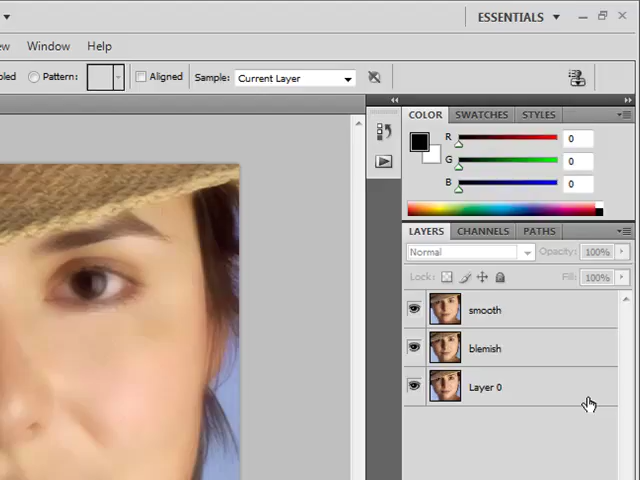 ESSENTIALS
Window Help
Pattern: Aligned Sample: Current Layer
COLOR SWATCHES STYLES
R 0
G 0
B 0
LAYERS CHANNELS PATHS
Normal Opacity: 100%
Lock: Fill: 100%
smooth
blemish
Layer 0